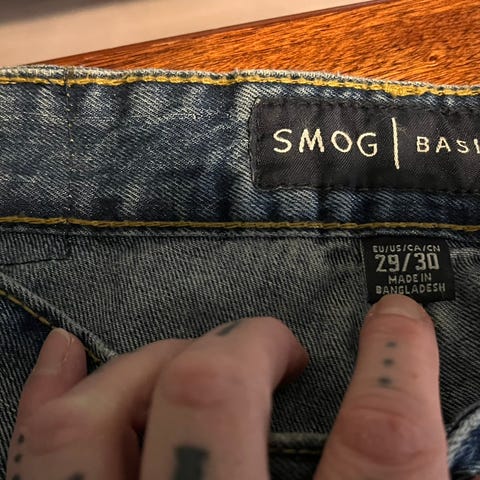 SMOG | BASI
EU/US/CA/CN
29/30
MADE IN
BANGLADESH